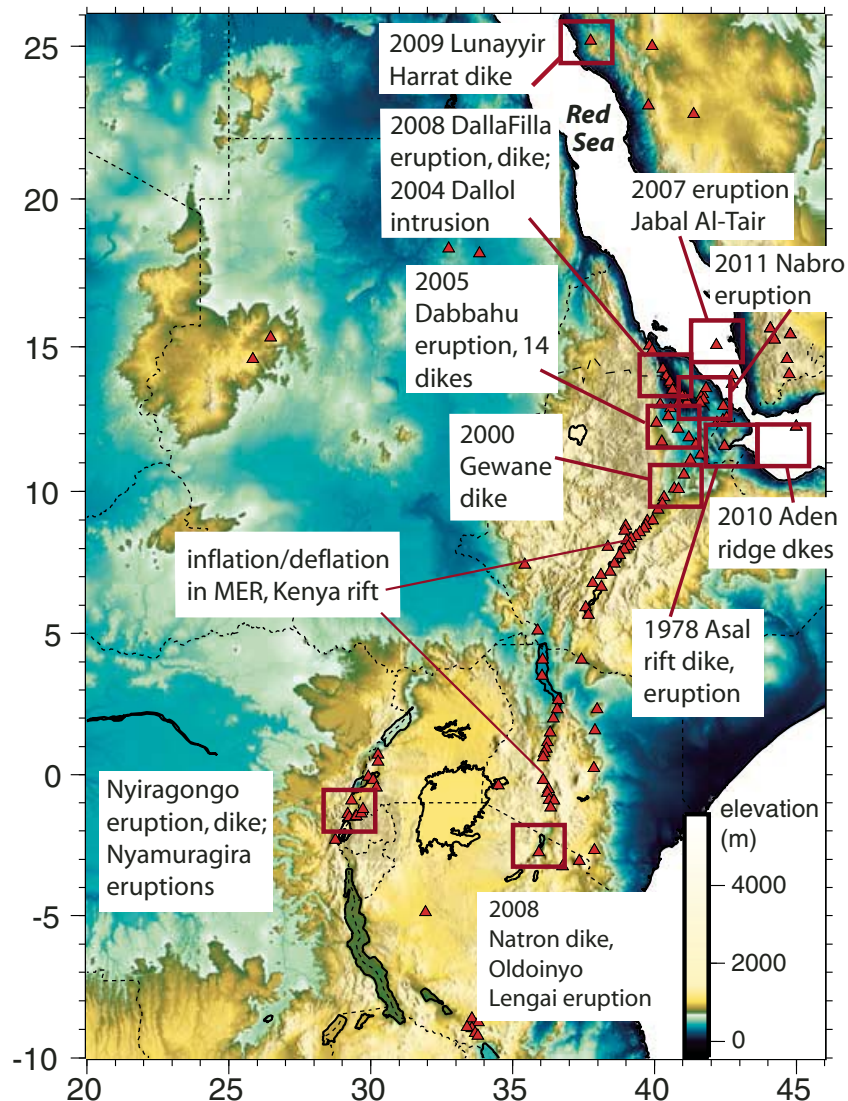 25
20
15
10
5
0
-5
-10
20
25
30
35
40
45
2009 Lunayyir
Harrat dike
Red
Sea
2008 DallaFilla
eruption, dike;
2004 Dallol
intrusion
2007 eruption
Jabal Al-Tair
2011 Nabro
eruption
2005
Dabbahu
eruption, 14
dikes
2000
Gewane
dike
2010 Aden
ridge dkes
inflation/deflation
in MER, Kenya rift
1978 Asal
rift dike,
eruption
Nyiragongo
eruption, dike;
Nyamuragira
eruptions
2008
Natron dike,
Oldoinyo
Lengai eruption
elevation
(m)
4000
2000
0